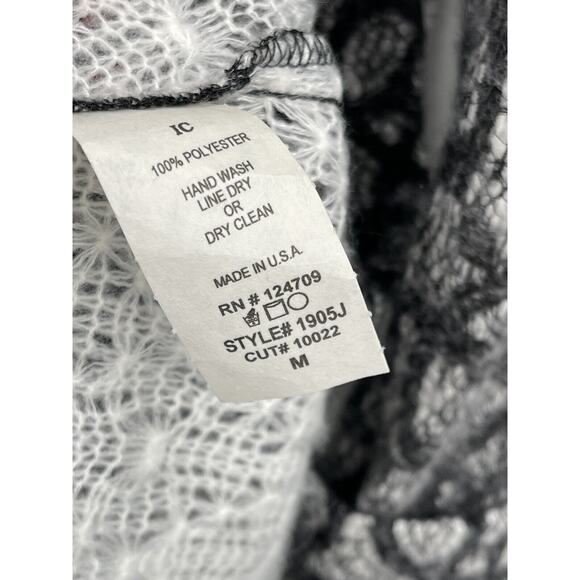 IC
100% POLYESTER
HAND WASH
LINE DRY
OR
DRY CLEAN
MADE IN U.S.A.
RN # 124709
STYLE# 1905J
CUT# 10022
M